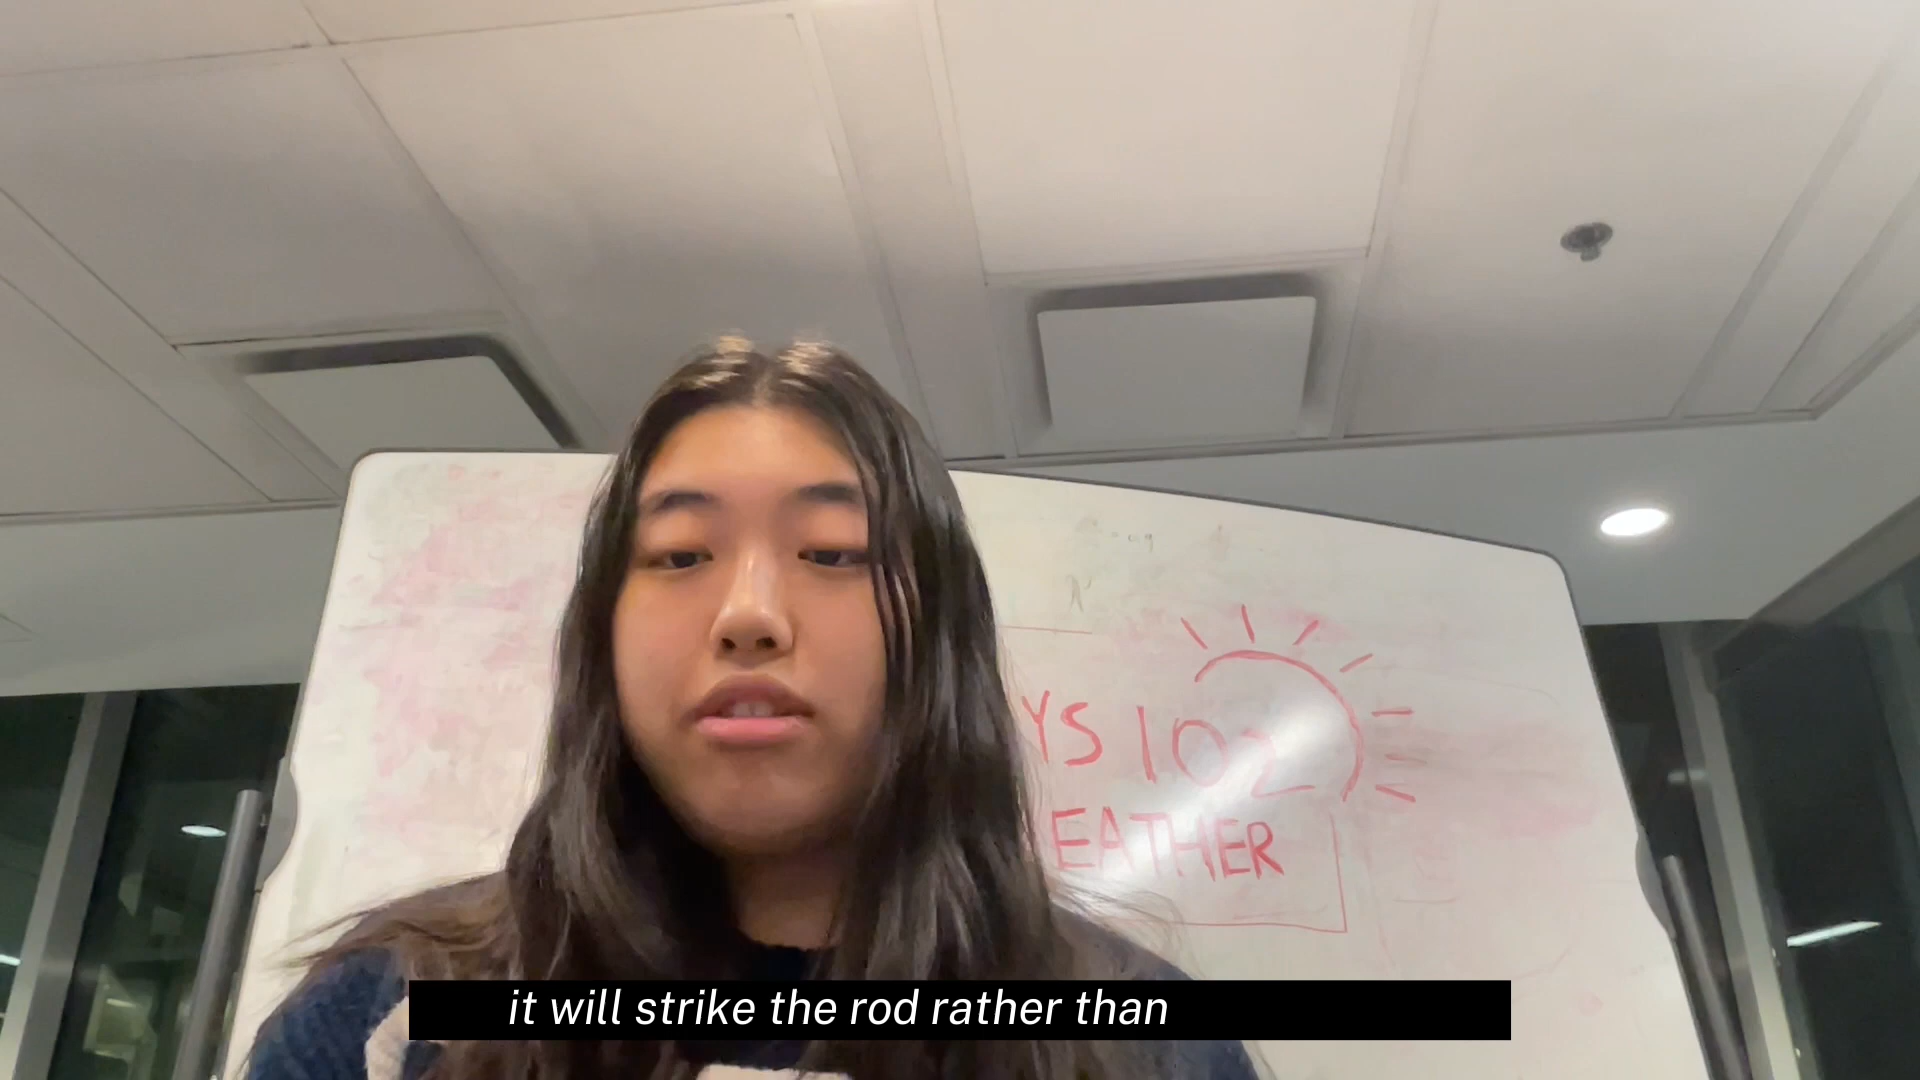 YS 102
EATHER
it will strike the rod rather than